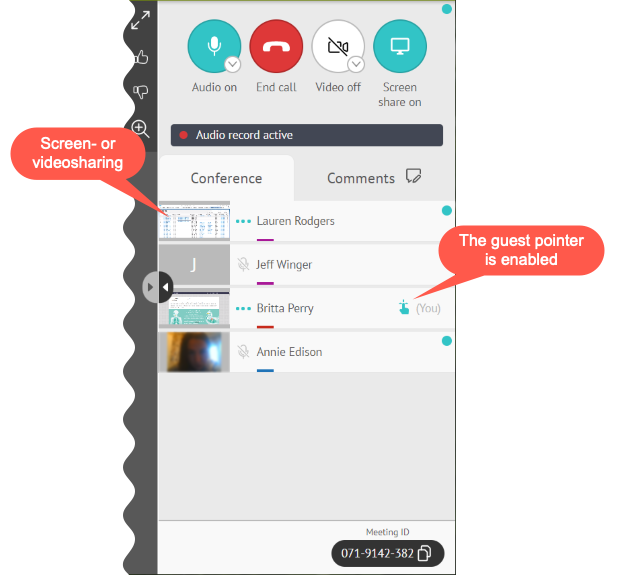 Audio on
End call
Video off
Screen
share on
Audio record active
Screen- or
videosharing
Conference
Comments
Lauren Rodgers
The guest pointer
is enabled
J
Jeff Winger
Britta Perry
(You)
Annie Edison
Meeting ID
071-9142-382